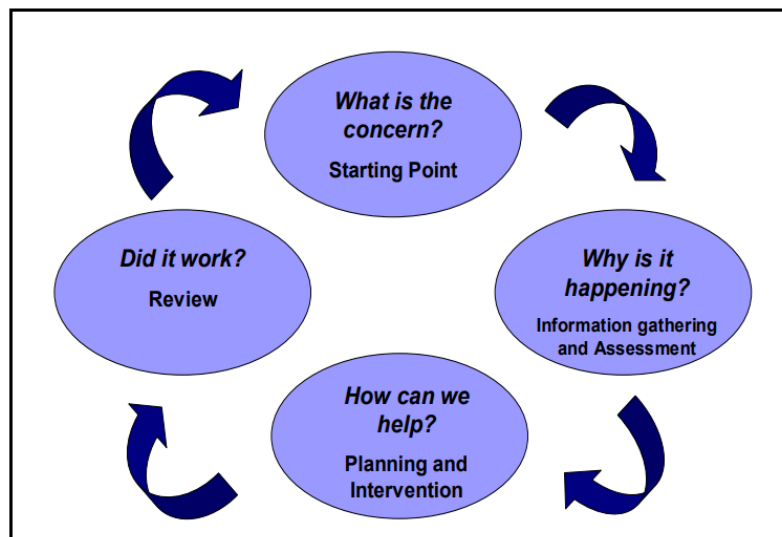 What is the
concern?
Starting Point
Why is it
happening?
Information gathering
and Assessment
How can we
help?
Planning and
Intervention
Did it work?
Review